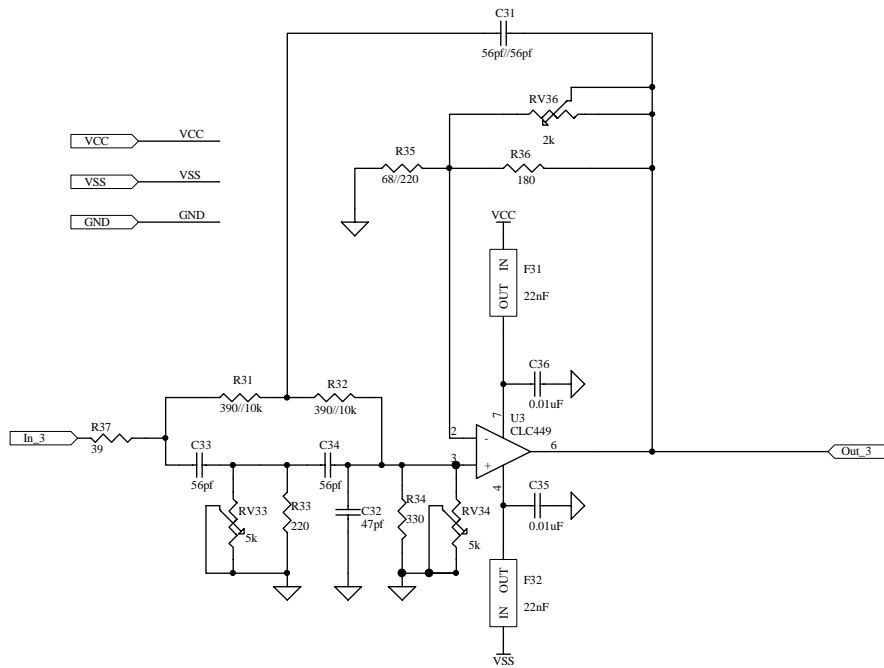 C31
56pf//56pf
RV36
2k
VCC
VCC
R35
68//220
R36
180
VSS
VSS
GND
GND
VCC
IN
OUT
F31
22nF
C36
0.01uF
R31
390//10k
R32
390//10k
7
U3
CLC449
In_3
R37
39
2
-
6
Out_3
C33
56pf
C34
56pf
3
+
4
RV33
5k
R33
220
C32
47pf
R34
330
RV34
5k
C35
0.01uF
OUT
IN
F32
22nF
VSS